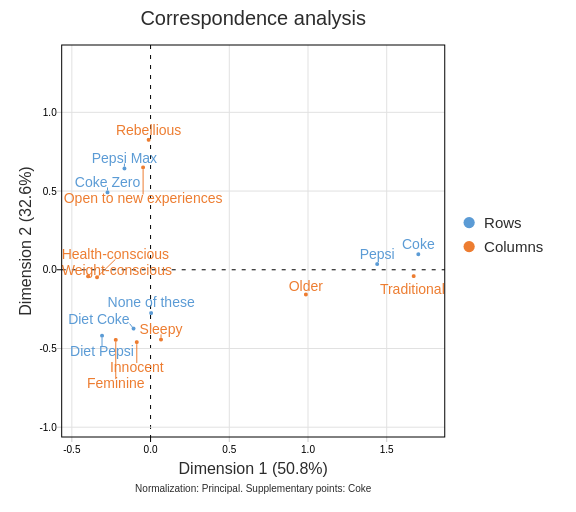 Correspondence analysis
Dimension 2 (32.6%)
1.0
0.5
0.0
-0.5
-1.0
Rebellious
Pepsi Max
Coke Zero
Open to new experiences
Health-conscious
Weight-conscious
Coke
Pepsi
Older
Traditional
None of these
Diet Coke
Sleepy
Diet Pepsi
Innocent
Feminine
-0.5 0.0 0.5 1.0 1.5
Dimension 1 (50.8%)
Normalization: Principal. Supplementary points: Coke
Rows
Columns